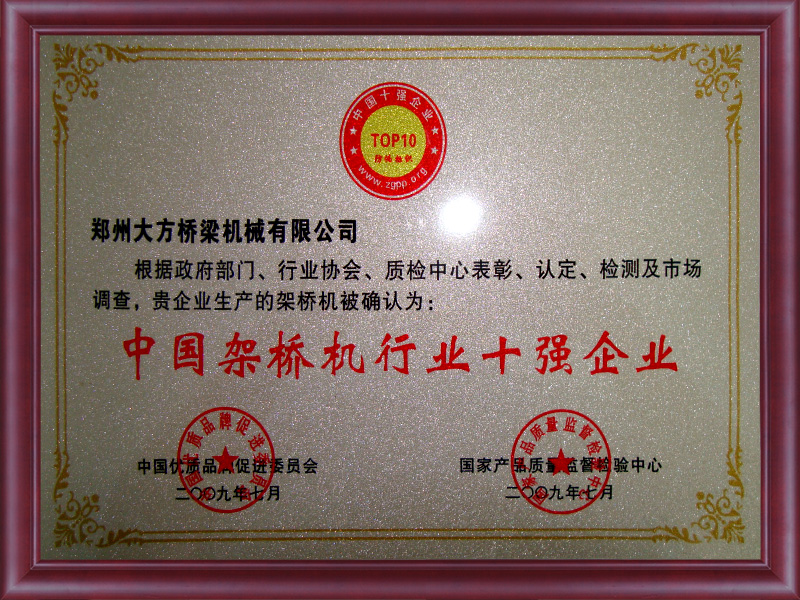 中国十强企业
TOP10
防伪组织
www.zgpp.org
郑州大方桥梁机械有限公司
根据政府部门、行业协会、质检中心表彰、认定、检测及市场
调查，贵企业生产的架桥机被确认为：
中国架桥机行业十强企业
中国优质品牌促进委员会
二〇〇九年七月
国家产品质量监督检验中心
二〇〇九年七月